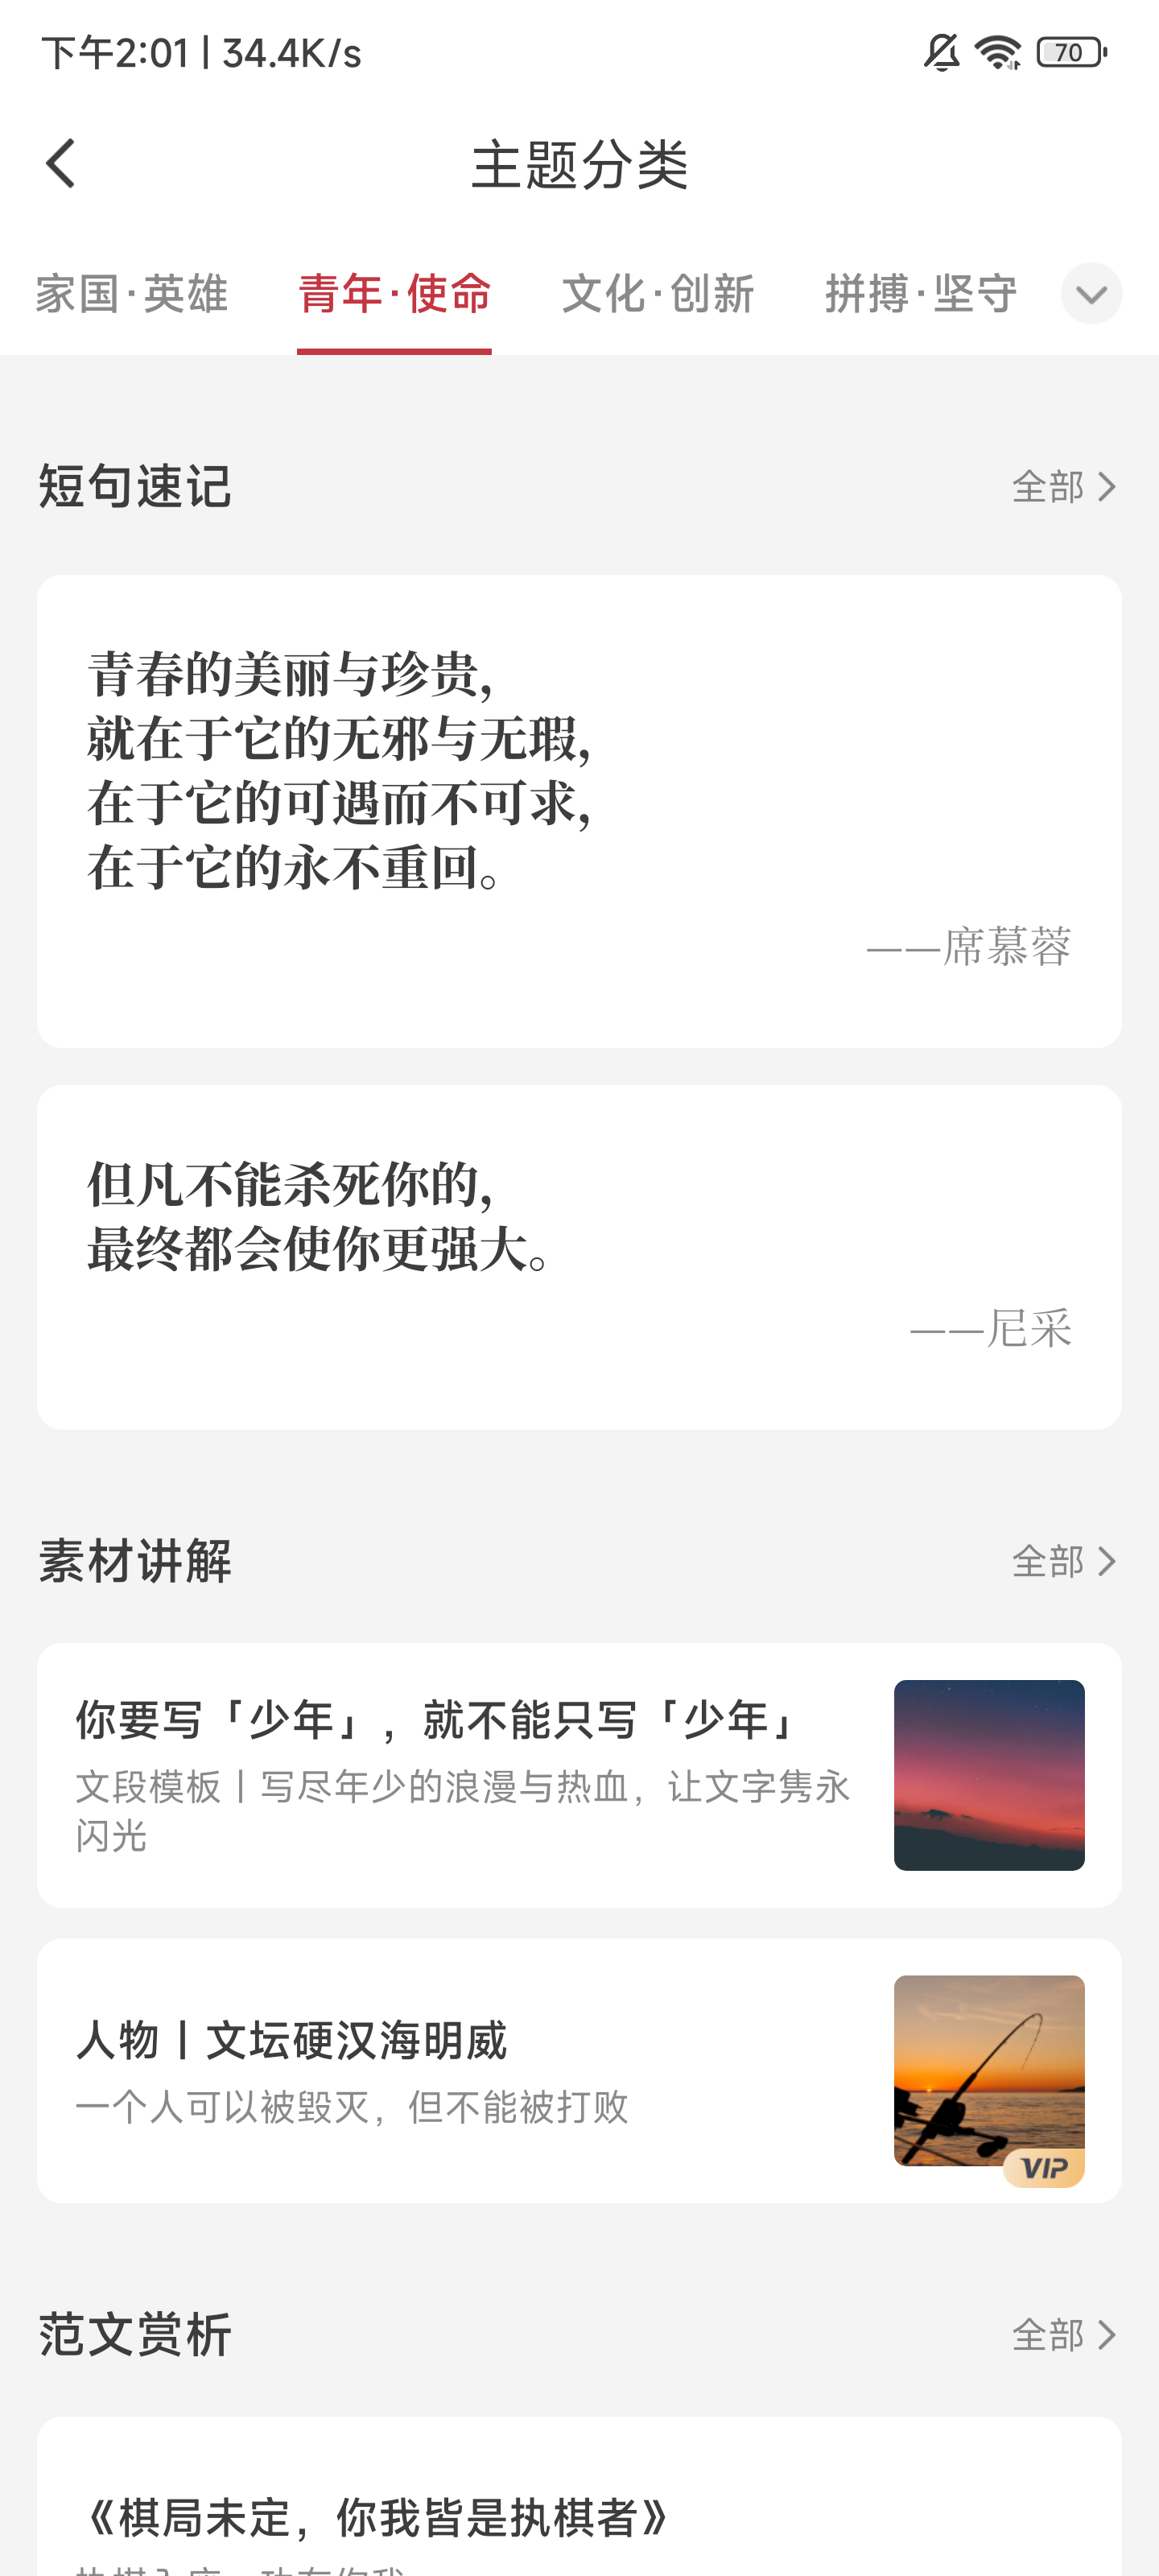 下午2:01 | 34.4K/s
70
主题分类
家国·英雄 青年·使命 文化·创新 拼搏·坚守
短句速记 全部
青春的美丽与珍贵，
就在于它的无邪与无瑕，
在于它的可遇而不可求，
在于它的永不重回。
——席慕蓉
但凡不能杀死你的，
最终都会使你更强大。
——尼采
素材讲解 全部
你要写「少年」，就不能只写「少年」
文段模板丨写尽年少的浪漫与热血，让文字隽永
闪光
人物丨文坛硬汉海明威
一个人可以被毁灭，但不能被打败
VIP
范文赏析 全部
《棋局未定，你我皆是执棋者》